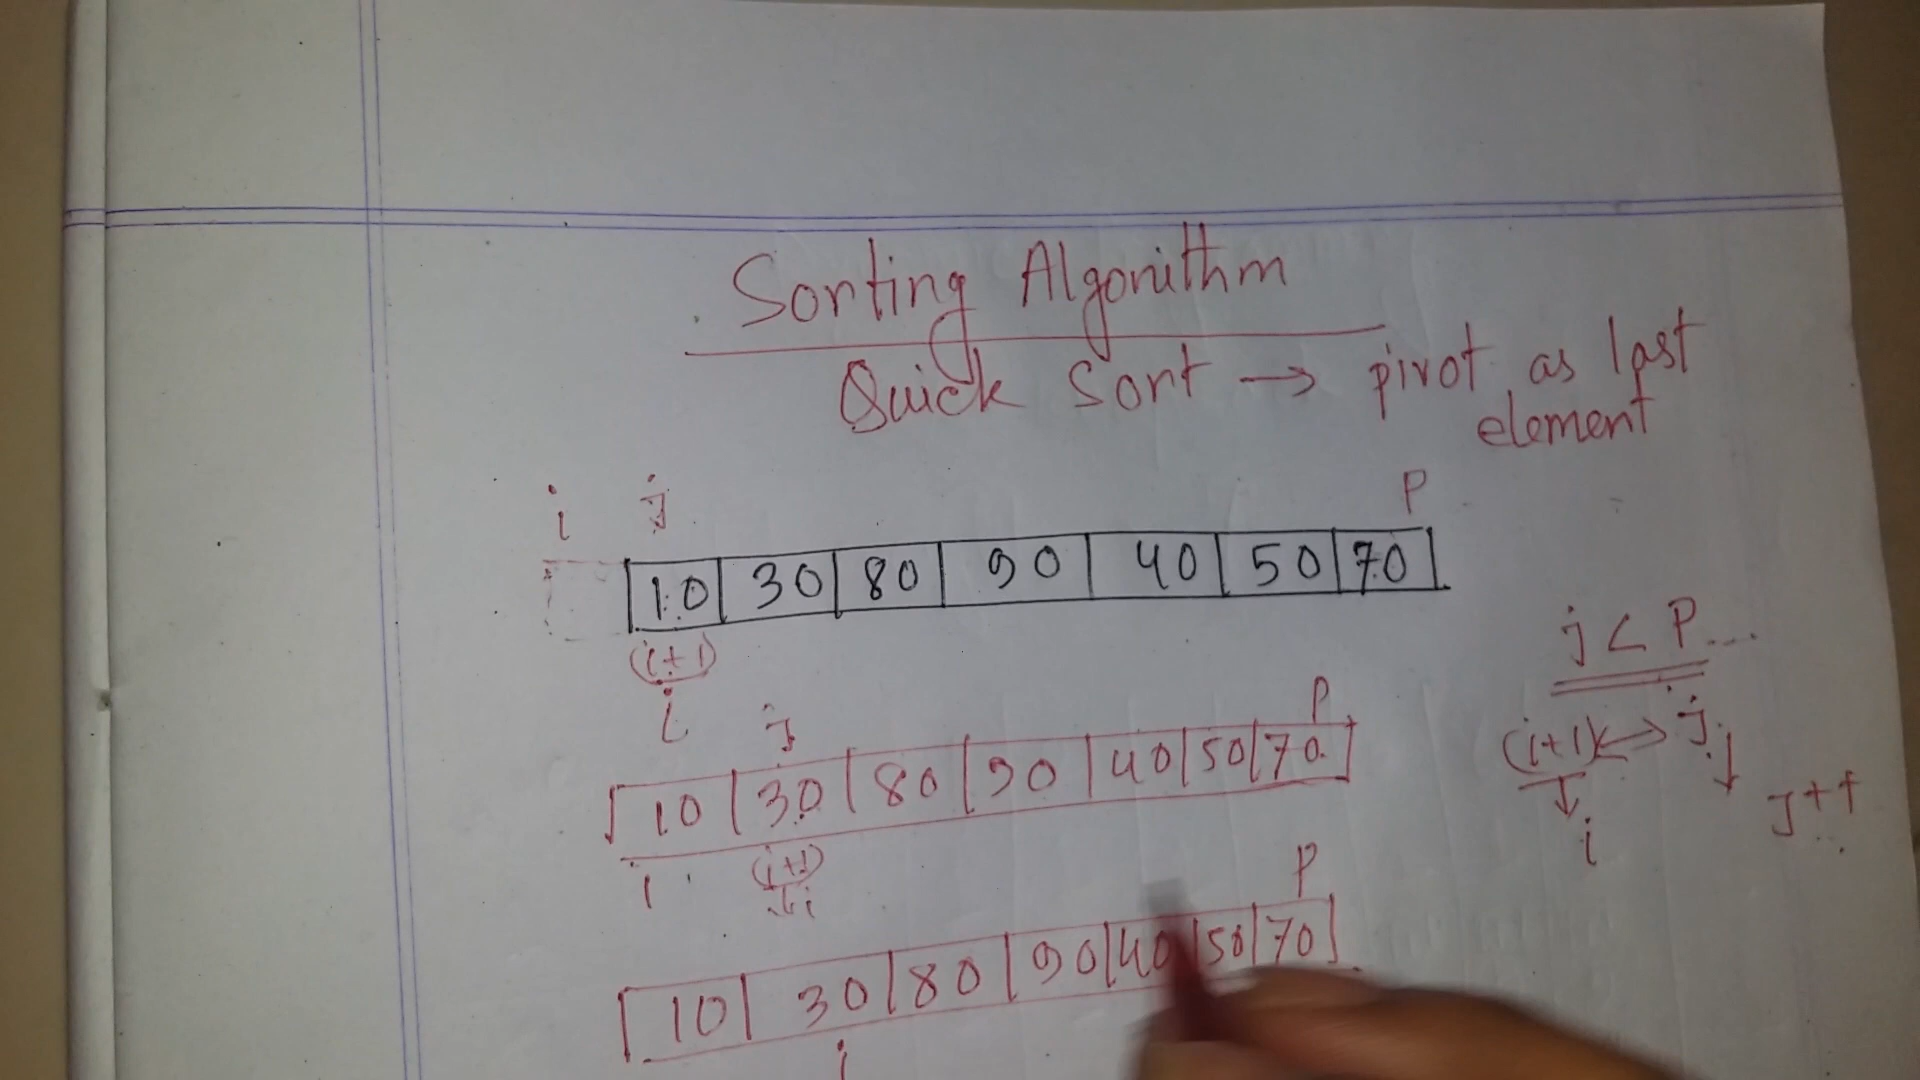 Sorting Algorithm
Quick Sort → pivot as last
element
i j P
10 30 80 90 40 50 70
(i+1)
i j P
j < P
10 30 80 90 40 50 70
(i+1) ↔ j
i j++
i (i+1)
i P
10 30 80 90 40 50 70
i